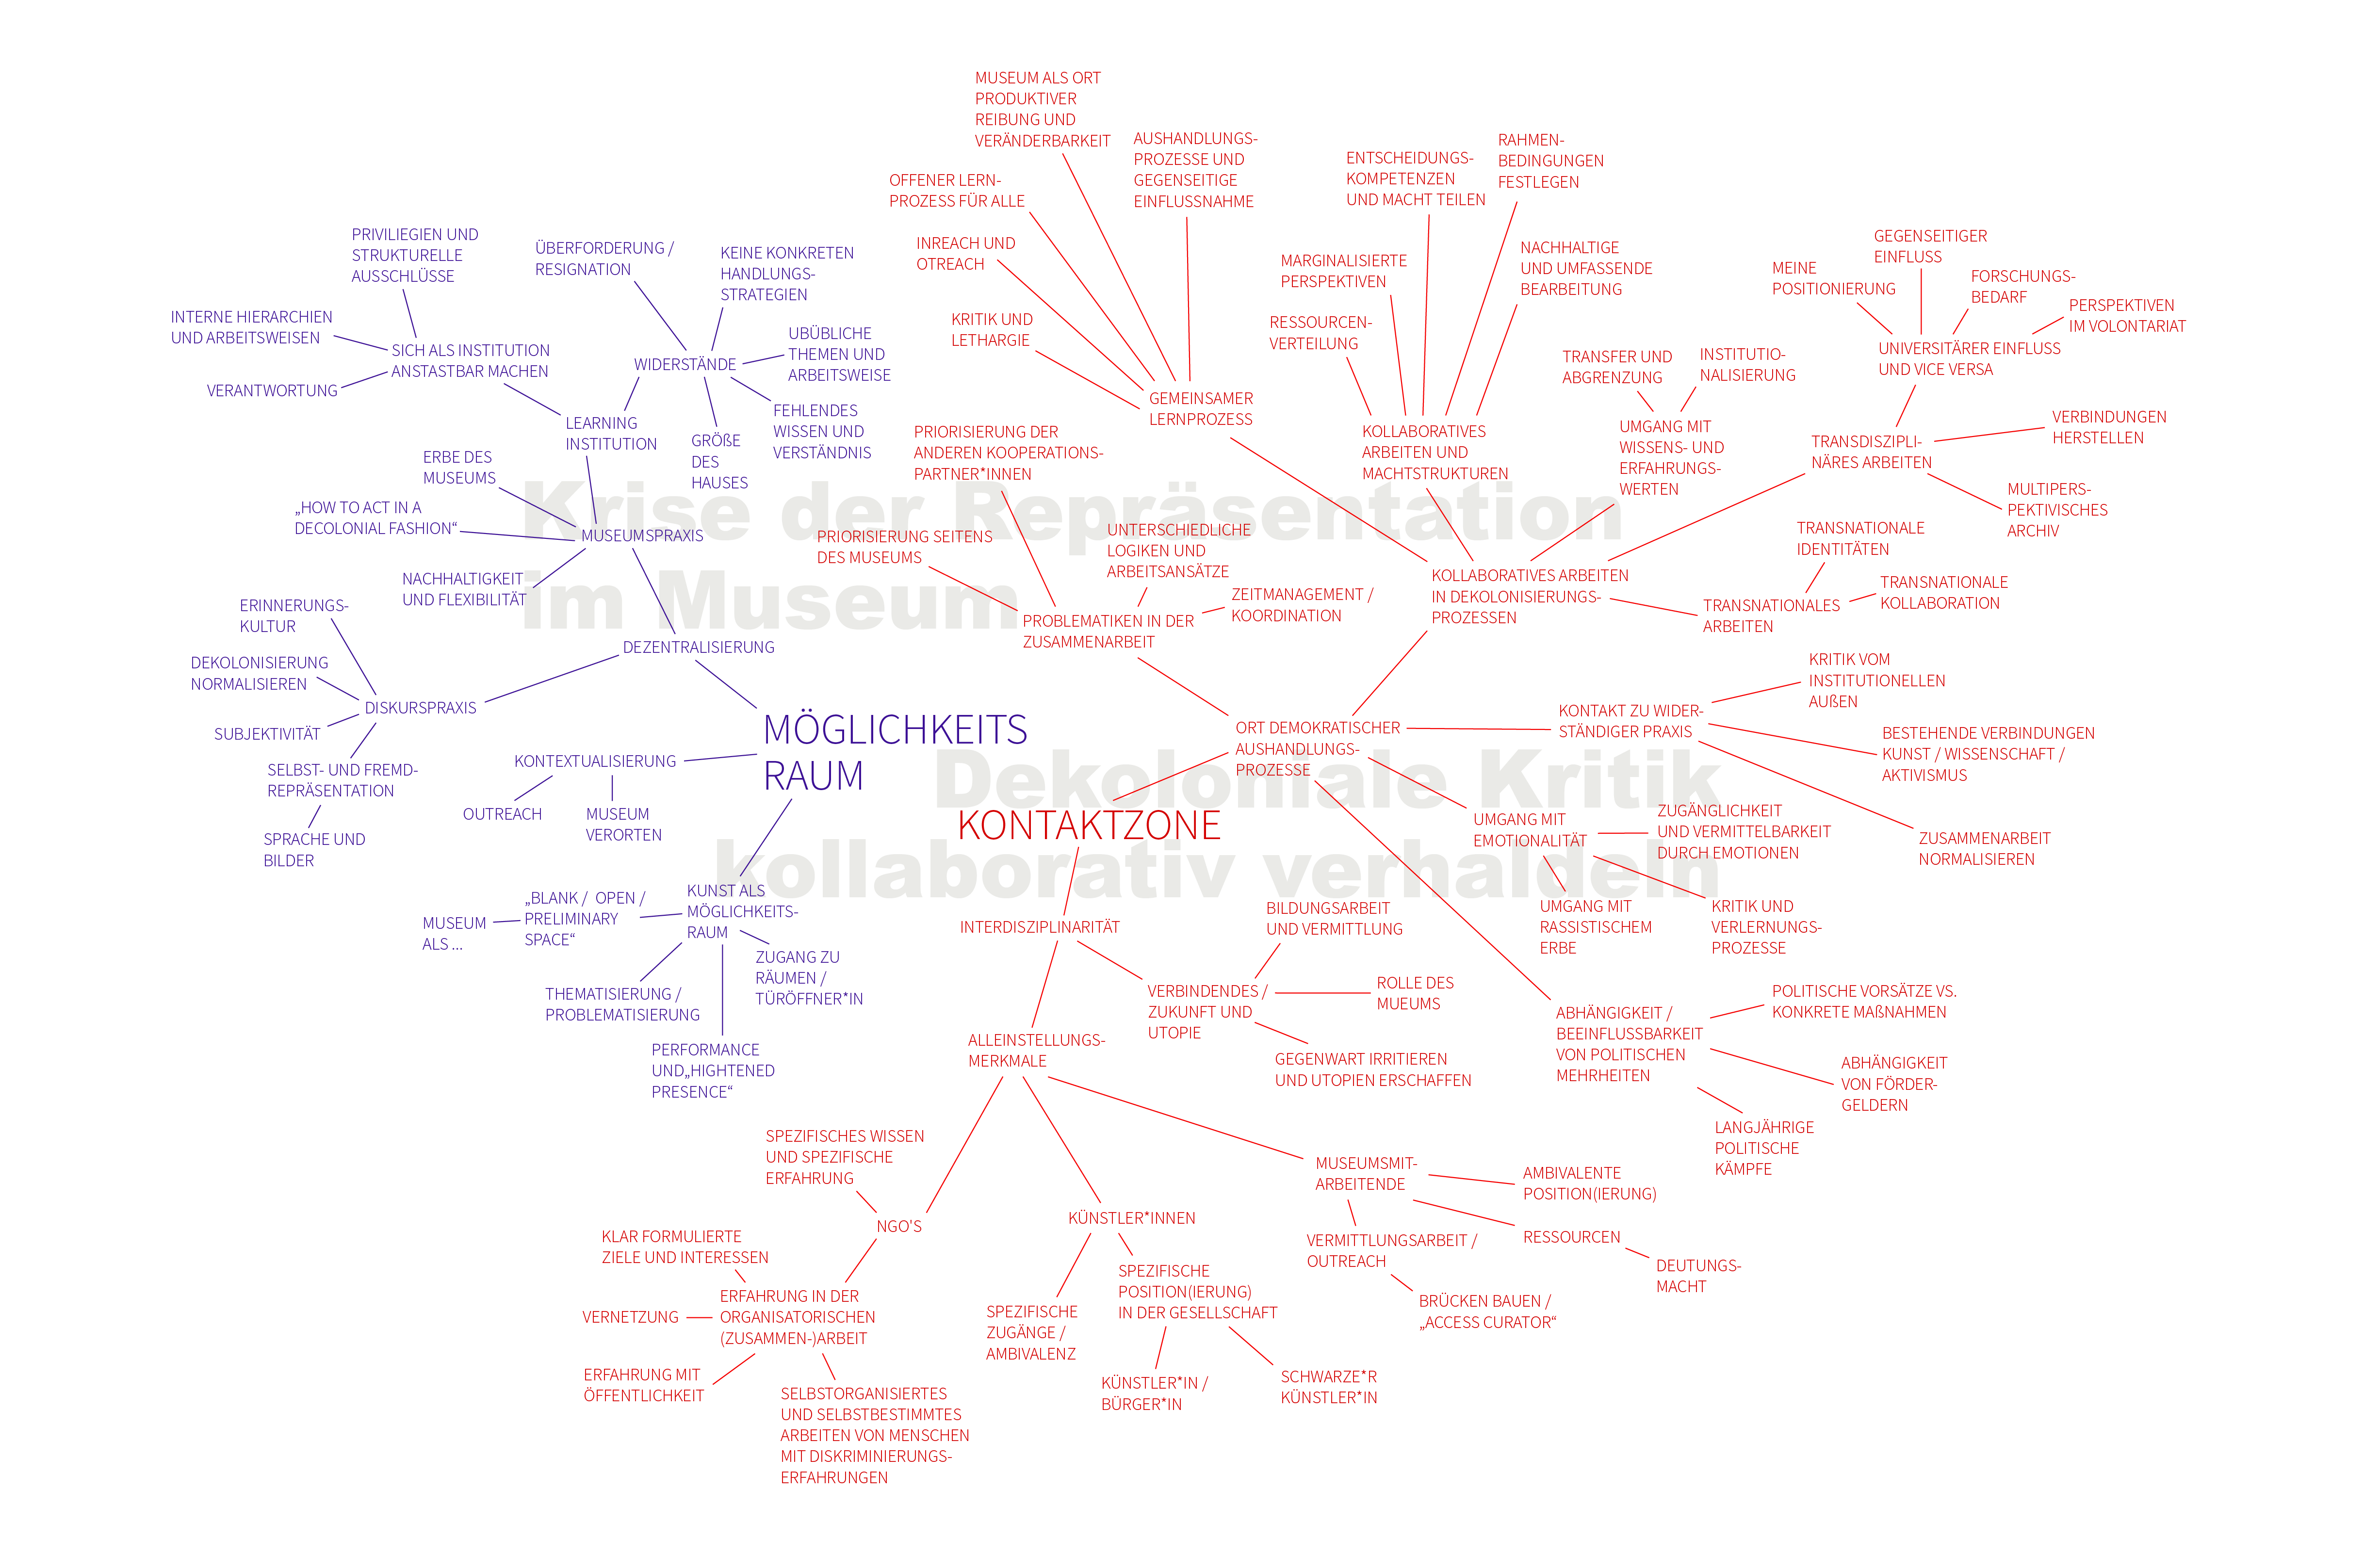 MUSEUM ALS ORT
PRODUKTIVER
REIBUNG UND
VERÄNDERBARKEIT
AUSHANDLUNGS-
PROZESSE UND
GEGENSEITIGE
EINFLUSSNAHME
OFFENER LERN-
PROZESS FÜR ALLE
INREACH UND
OTREACH
KRITIK UND
LETHARGIE
GEMEINSAMER
LERNPROZESS
ENTSCHEIDUNGS-
KOMPETENZEN
UND MACHT TEILEN
RAHMEN-
BEDINGUNGEN
FESTLEGEN
MARGINALISIERTE
PERSPEKTIVEN
NACHHALTIGE
UND UMFASSENDE
BEARBEITUNG
RESSOURCEN-
VERTEILUNG
KOLLABORATIVES
ARBEITEN UND
MACHTSTRUKTUREN
TRANSFER UND
ABGRENZUNG
INSTITUTIO-
NALISIERUNG
UMGANG MIT
WISSENS- UND
ERFAHRUNGS-
WERTEN
MEINE
POSITIONIERUNG
GEGENSEITIGER
EINFLUSS
FORSCHUNGS-
BEDARF
PERSPEKTIVEN
IM VOLONTARIAT
UNIVERSITÄRER EINFLUSS
UND VICE VERSA
TRANSDISZIPLI-
NÄRES ARBEITEN
VERBINDUNGEN
HERSTELLEN
MULTIPERS-
PEKTIVISCHES
ARCHIV
TRANSNATIONALE
IDENTITÄTEN
TRANSNATIONALE
KOLLABORATION
TRANSNATIONALES
ARBEITEN
KOLLABORATIVES ARBEITEN
IN DEKOLONISIERUNGS-
PROZESSEN
PRIVILIEGIEN UND
STRUKTURELLE
AUSSCHLÜSSE
INTERNE HIERARCHIEN
UND ARBEITSWEISEN
VERANTWORTUNG
SICH ALS INSTITUTION
ANSTASTBAR MACHEN
ÜBERFORDERUNG /
RESIGNATION
KEINE KONKRETEN
HANDLUNGS-
STRATEGIEN
UBÜBLICHE
THEMEN UND
ARBEITSWEISE
WIDERSTÄNDE
FEHLENDES
WISSEN UND
VERSTÄNDNIS
GRÖßE
DES
HAUSES
LEARNING
INSTITUTION
ERBE DES
MUSEUMS
„HOW TO ACT IN A
DECOLONIAL FASHION“
MUSEUMSPRAXIS
NACHHALTIGKEIT
UND FLEXIBILITÄT
Krise der Repräsentation
im Museum
PRIORISIERUNG DER
ANDEREN KOOPERATIONS-
PARTNER*INNEN
PRIORISIERUNG SEITENS
DES MUSEUMS
UNTERSCHIEDLICHE
LOGIKEN UND
ARBEITSANSÄTZE
ZEITMANAGEMENT /
KOORDINATION
PROBLEMATIKEN IN DER
ZUSAMMENARBEIT
ERINNERUNGS-
KULTUR
DEKOLONISIERUNG
NORMALISIEREN
SUBJEKTIVITÄT
DISKURSPRAXIS
DEZENTRALISIERUNG
SELBST- UND FREMD-
REPRÄSENTATION
SPRACHE UND
BILDER
MÖGLICHKEITS
RAUM
KONTEXTUALISIERUNG
OUTREACH
MUSEUM
VERORTEN
KUNST ALS
MÖGLICHKEITS-
RAUM
„BLANK / OPEN /
PRELIMINARY
SPACE“
MUSEUM
ALS ...
THEMATISIERUNG /
PROBLEMATISIERUNG
ZUGANG ZU
RÄUMEN /
TÜRÖFFNER*IN
PERFORMANCE
UND„HIGHTENED
PRESENCE“
ORT DEMOKRATISCHER
AUSHANDLUNGS-
PROZESSE
Dekoloniale Kritik
kollaborativ verhaldeln
KONTAKTZONE
KONTAKT ZU WIDER-
STÄNDIGER PRAXIS
KRITIK VOM
INSTITUTIONELLEN
AUßEN
BESTEHENDE VERBINDUNGEN
KUNST / WISSENSCHAFT /
AKTIVISMUS
ZUSAMMENARBEIT
NORMALISIEREN
UMGANG MIT
EMOTIONALITÄT
ZUGÄNGLICHKEIT
UND VERMITTELBARKEIT
DURCH EMOTIONEN
UMGANG MIT
RASSISTISCHEM
ERBE
KRITIK UND
VERLERNUNGS-
PROZESSE
ABHÄNGIGKEIT /
BEEINFLUSSBARKEIT
VON POLITISCHEN
MEHRHEITEN
POLITISCHE VORSÄTZE VS.
KONKRETE MAßNAHMEN
ABHÄNGIGKEIT
VON FÖRDER-
GELDERN
LANGJÄHRIGE
POLITISCHE
KÄMPFE
INTERDISZIPLINARITÄT
BILDUNGSARBEIT
UND VERMITTLUNG
VERBINDENDES /
ZUKUNFT UND
UTOPIE
ROLLE DES
MUEUMS
GEGENWART IRRITIEREN
UND UTOPIEN ERSCHAFFEN
ALLEINSTELLUNGS-
MERKMALE
SPEZIFISCHES WISSEN
UND SPEZIFISCHE
ERFAHRUNG
NGO'S
KLAR FORMULIERTE
ZIELE UND INTERESSEN
VERNETZUNG
ERFAHRUNG IN DER
ORGANISATORISCHEN
(ZUSAMMEN-)ARBEIT
ERFAHRUNG MIT
ÖFFENTLICHKEIT
SELBSTORGANISIERTES
UND SELBSTBESTIMMTES
ARBEITEN VON MENSCHEN
MIT DISKRIMINIERUNGS-
ERFAHRUNGEN
KÜNSTLER*INNEN
SPEZIFISCHE
ZUGÄNGE /
AMBIVALENZ
SPEZIFISCHE
POSITION(IERUNG)
IN DER GESELLSCHAFT
KÜNSTLER*IN /
BÜRGER*IN
SCHWARZE*R
KÜNSTLER*IN
MUSEUMSMIT-
ARBEITENDE
AMBIVALENTE
POSITION(IERUNG)
RESSOURCEN
DEUTUNGS-
MACHT
VERMITTLUNGSARBEIT /
OUTREACH
BRÜCKEN BAUEN /
„ACCESS CURATOR“